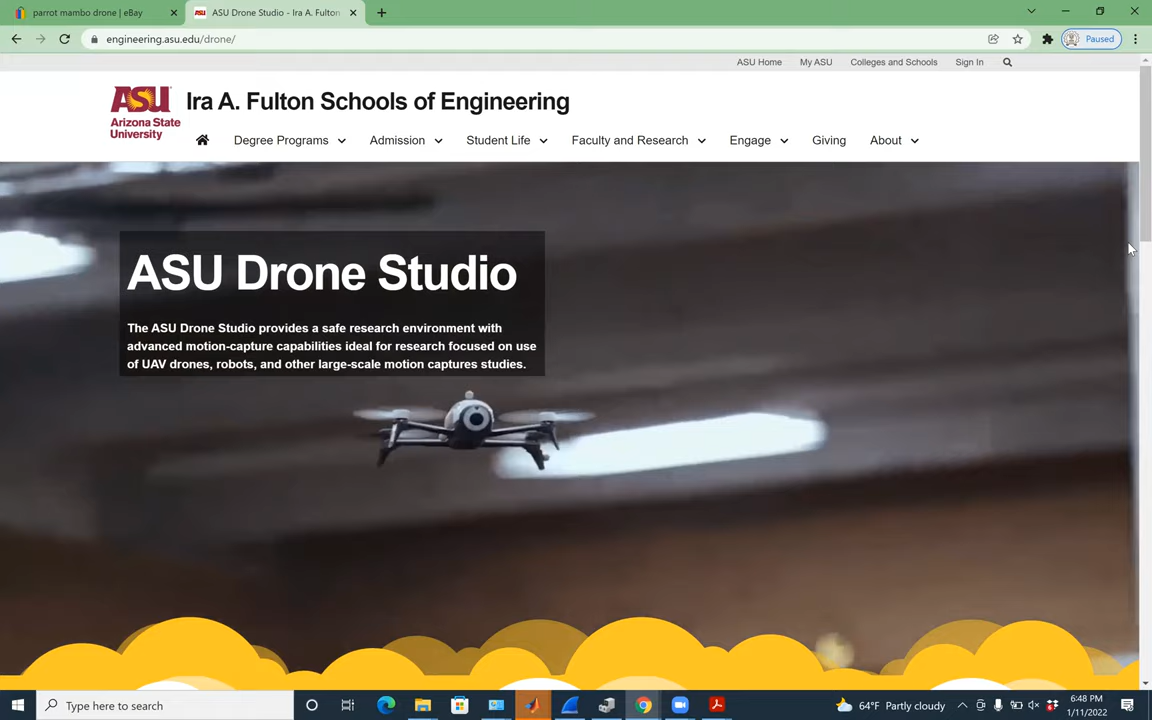 parrot mambo drone | eBay
ASU Drone Studio - Ira A. Fulton
engineering.asu.edu/drone/
Paused
ASU Home My ASU Colleges and Schools Sign In
ASU
Arizona State
University
Ira A. Fulton Schools of Engineering
Degree Programs Admission Student Life Faculty and Research Engage Giving About
ASU Drone Studio
The ASU Drone Studio provides a safe research environment with
advanced motion-capture capabilities ideal for research focused on use
of UAV drones, robots, and other large-scale motion captures studies.
Type here to search
64°F Partly cloudy
6:48 PM
1/11/2022